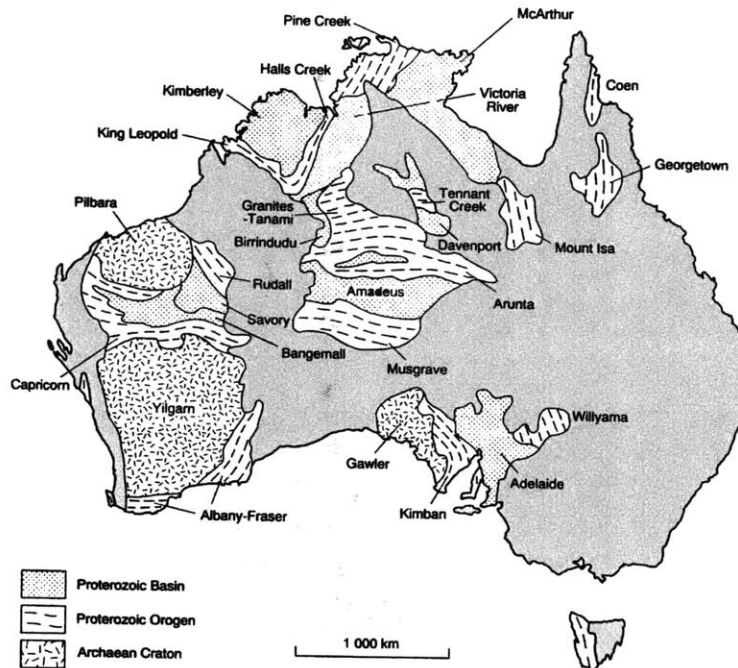 Pine Creek
McArthur
Halls Creek
Kimberley
Victoria
River
Coen
King Leopold
Georgetown
Pilbara
Granites
-Tanami
Tennant
Creek
Birrindudu
Davenport
Mount Isa
Rudall
Amadeus
Arunta
Savory
Bangemall
Musgrave
Capricorn
Yilgarn
Willyama
Gawler
Adelaide
Kimban
Albany-Fraser
Proterozoic Basin
Proterozoic Orogen
Archaean Craton
1 000 km